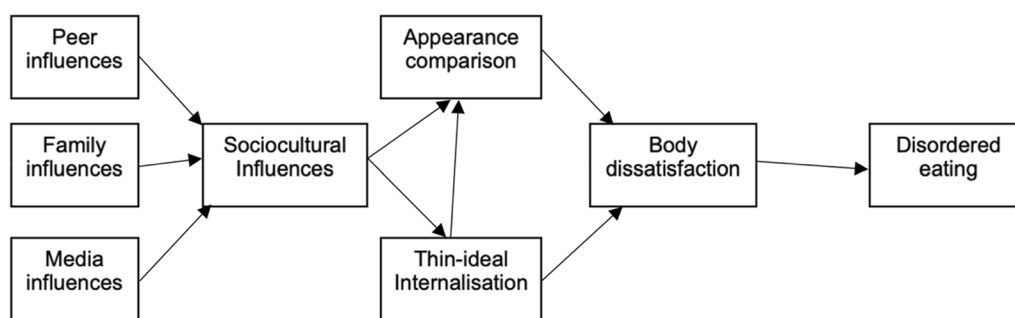 Peer
influences
Family
influences
Media
influences
Sociocultural
Influences
Appearance
comparison
Thin-ideal
Internalisation
Body
dissatisfaction
Disordered
eating